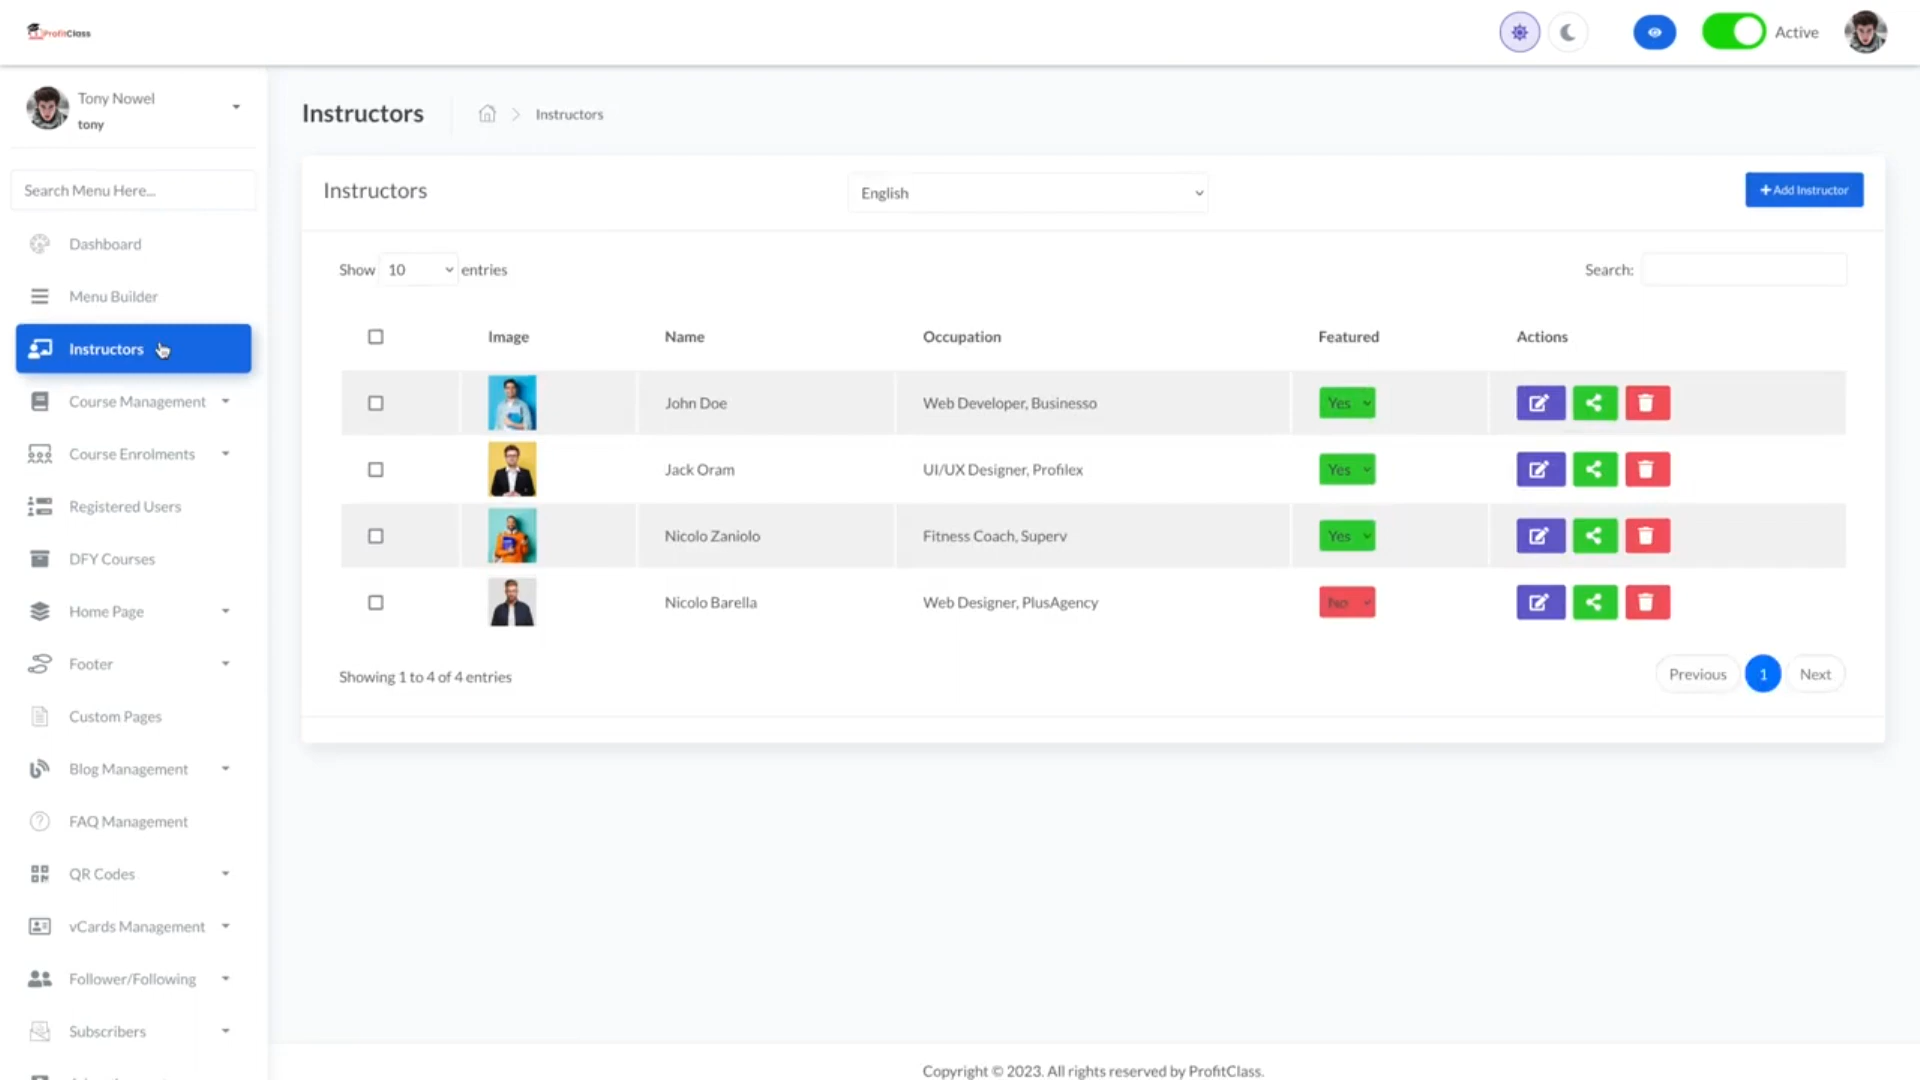 ProfitClass
Active
Tony Nowel
tony
Search Menu Here...
Dashboard
Menu Builder
Instructors
Course Management
Course Enrolments
Registered Users
DFY Courses
Home Page
Footer
Custom Pages
Blog Management
FAQ Management
QR Codes
vCards Management
Follower/Following
Subscribers
Instructors
Instructors
Instructors
English
Add Instructor
Show 10 entries
Search:
Image Name Occupation Featured Actions
John Doe Web Developer, Businesso Yes
Jack Oram UI/UX Designer, Profilex Yes
Nicolo Zaniolo Fitness Coach, Superv Yes
Nicolo Barella Web Designer, PlusAgency No
Showing 1 to 4 of 4 entries
Previous 1 Next
Copyright © 2023. All rights reserved by ProfitClass.